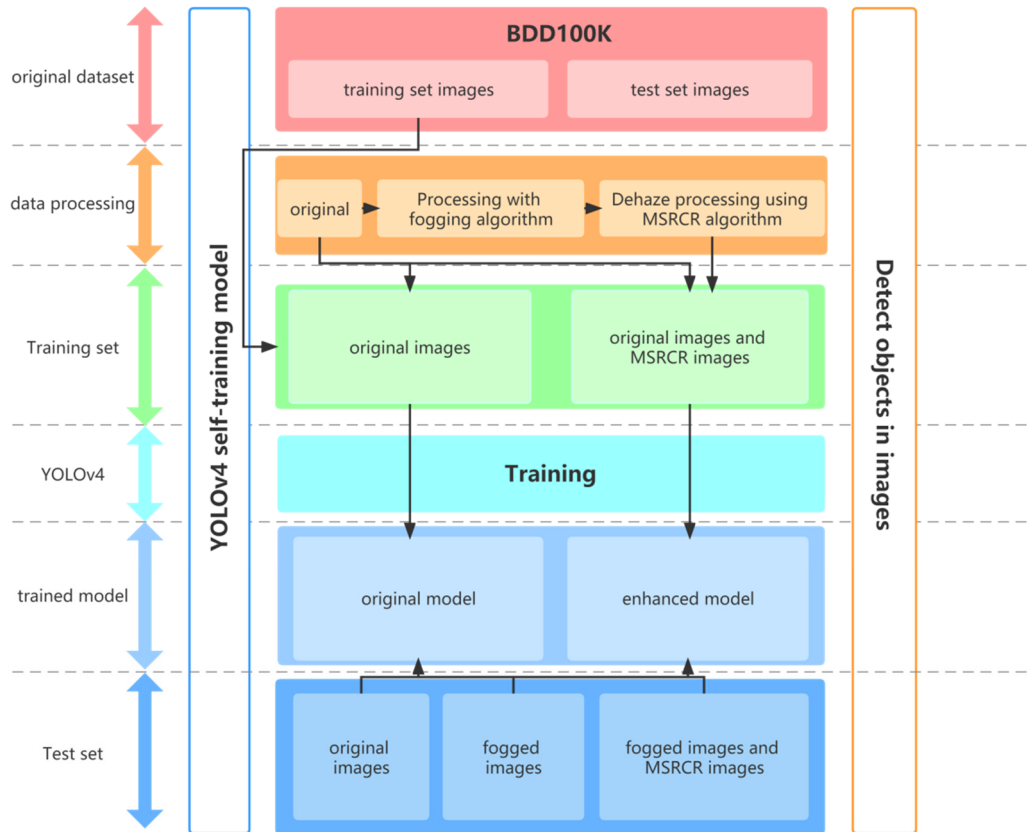 BDD100K
original dataset
training set images
test set images
data processing
original
Processing with
fogging algorithm
Dehaze processing using
MSRCR algorithm
YOLOv4 self-training model
Detect objects in images
Training set
original images
original images and
MSRCR images
YOLOv4
Training
trained model
original model
enhanced model
Test set
original
images
fogged
images
fogged images and
MSRCR images